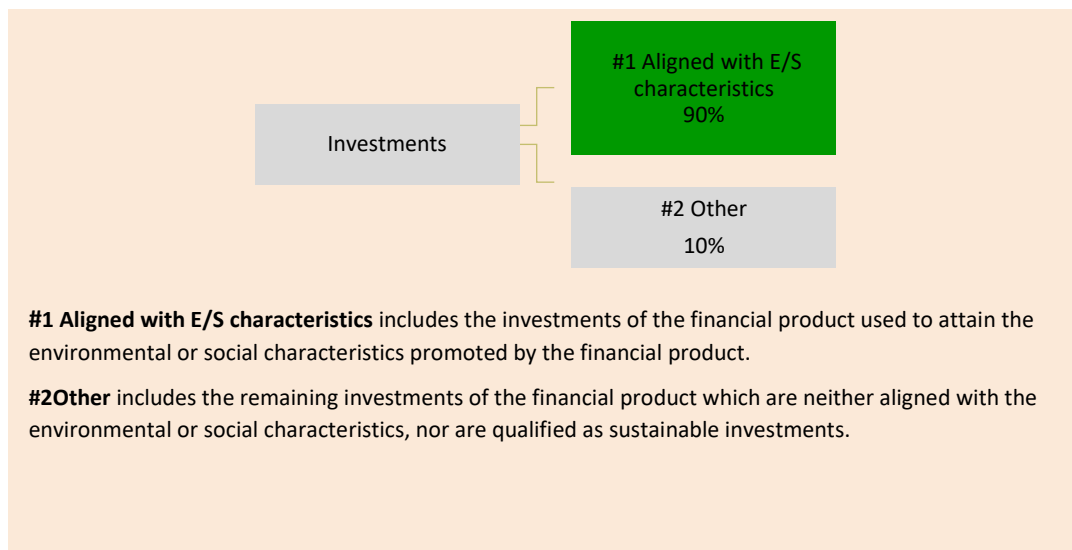 #1 Aligned with E/S
characteristics
90%
Investments
#2 Other
10%
#1 Aligned with E/S characteristics includes the investments of the financial product used to attain the
environmental or social characteristics promoted by the financial product.
#2Other includes the remaining investments of the financial product which are neither aligned with the
environmental or social characteristics, nor are qualified as sustainable investments.